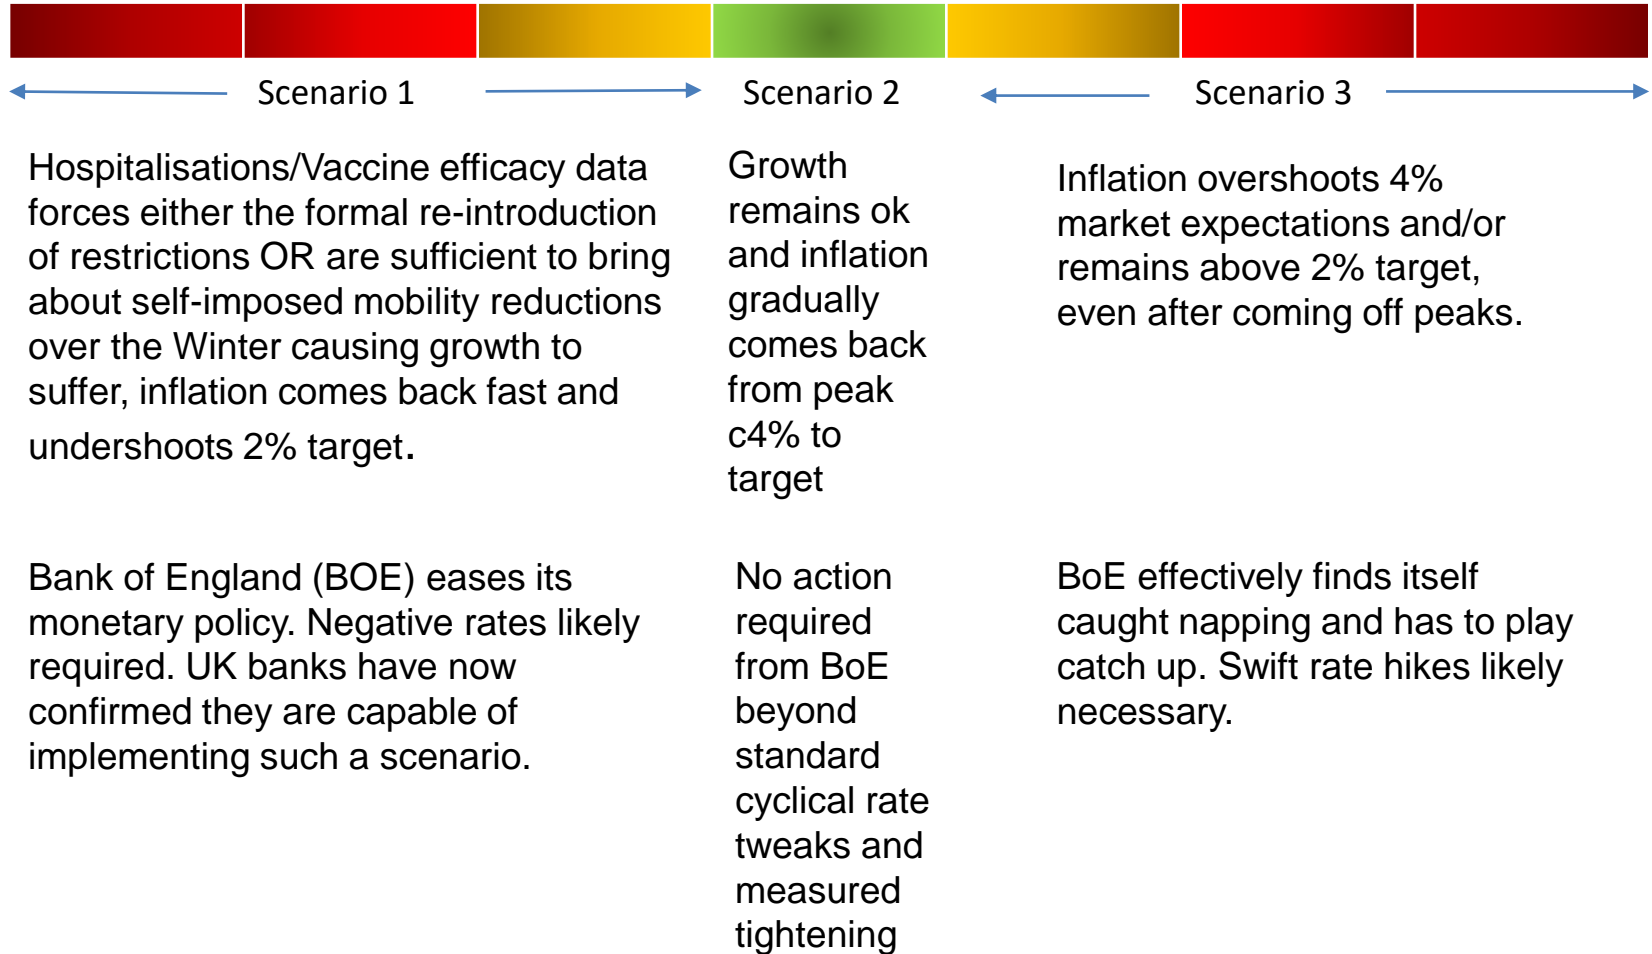 Scenario 1
Scenario 2
Scenario 3
Hospitalisations/Vaccine efficacy data
forces either the formal re-introduction
of restrictions OR are sufficient to bring
about self-imposed mobility reductions
over the Winter causing growth to
suffer, inflation comes back fast and
undershoots 2% target.
Growth
remains ok
and inflation
gradually
comes back
from peak
c4% to
target
Inflation overshoots 4%
market expectations and/or
remains above 2% target,
even after coming off peaks.
Bank of England (BOE) eases its
monetary policy. Negative rates likely
required. UK banks have now
confirmed they are capable of
implementing such a scenario.
No action
required
from BoE
beyond
standard
cyclical rate
tweaks and
measured
tightening
BoE effectively finds itself
caught napping and has to play
catch up. Swift rate hikes likely
necessary.